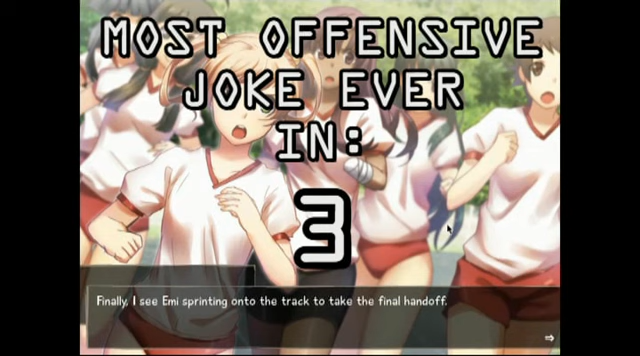 MOST OFFENSIVE
JOKE EVER
IN:
3
Finally, I see Emi sprinting onto the track to take the final handoff.